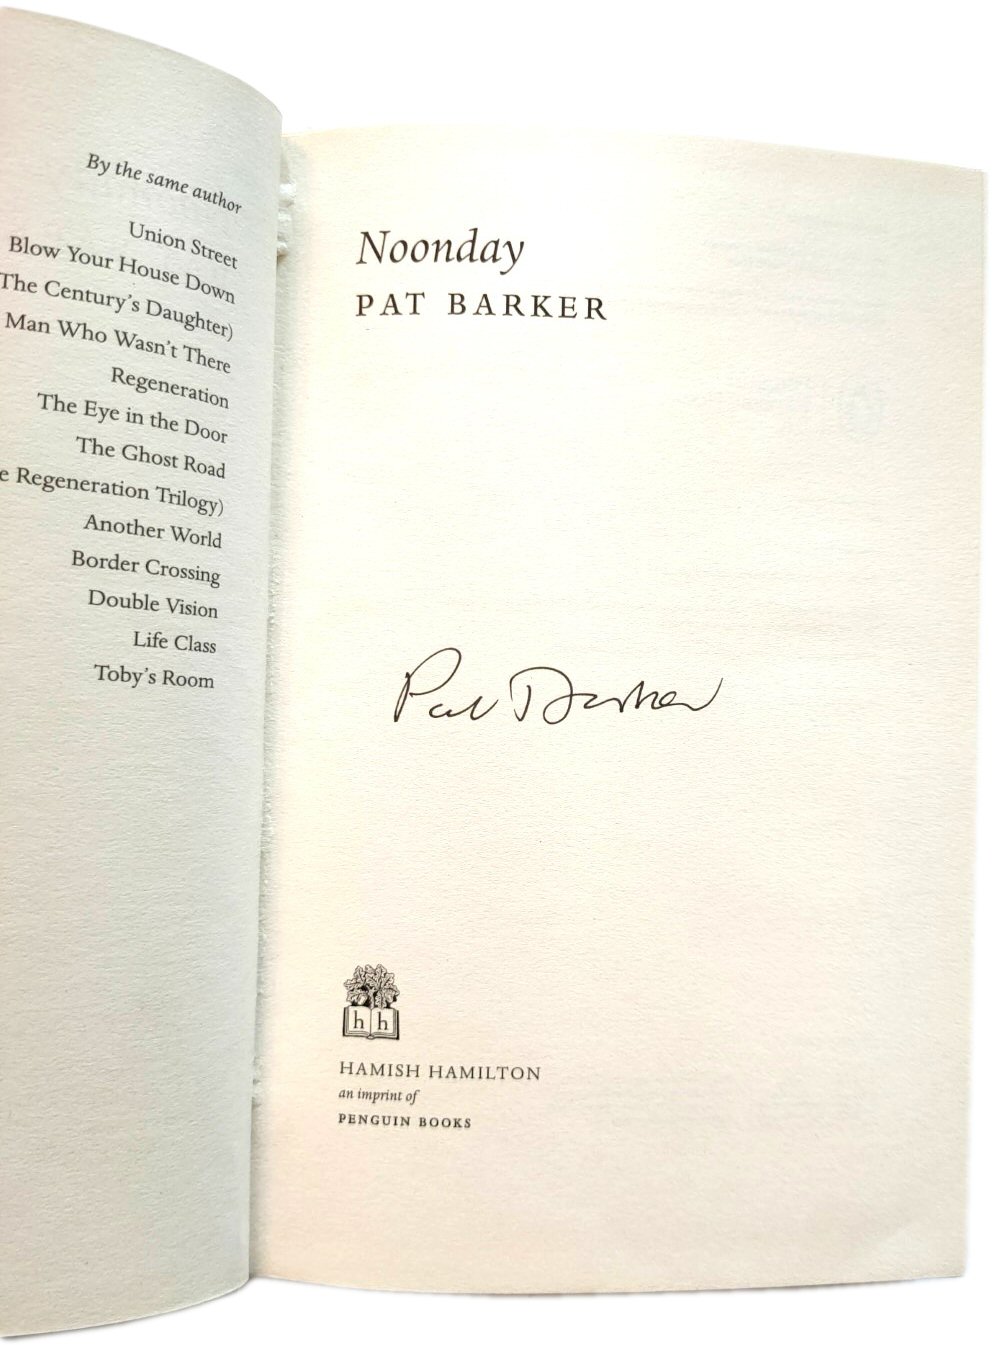 By the same author
Union Street
Blow Your House Down
The Century's Daughter)
Man Who Wasn't There
Regeneration
The Eye in the Door
The Ghost Road
Regeneration Trilogy)
Another World
Border Crossing
Double Vision
Life Class
Toby's Room
Noonday
PAT BARKER
Pat Barker
h h
HAMISH HAMILTON
an imprint of
PENGUIN BOOKS